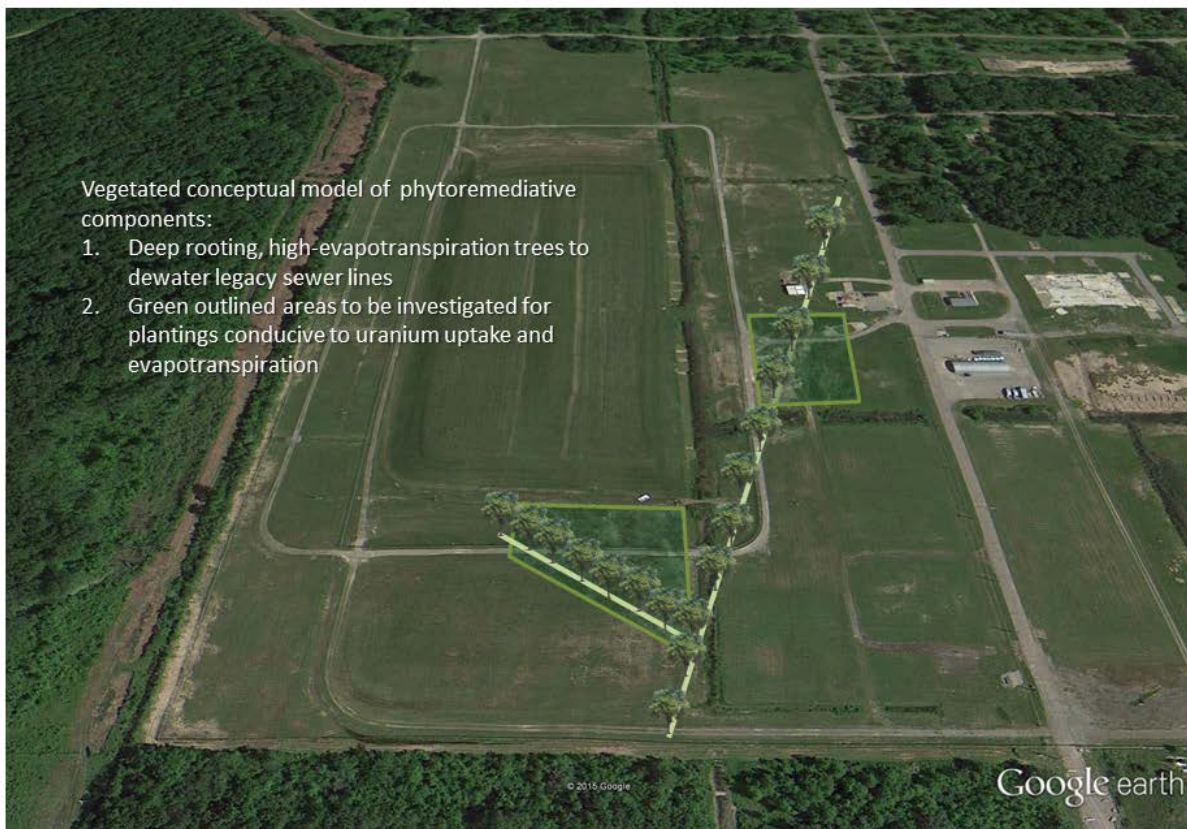 Vegetated conceptual model of phytoremediative
components:
1. Deep rooting, high-evapotranspiration trees to
dewater legacy sewer lines
2. Green outlined areas to be investigated for
plantings conducive to uranium uptake and
evapotranspiration
© 2015 Google
Google earth